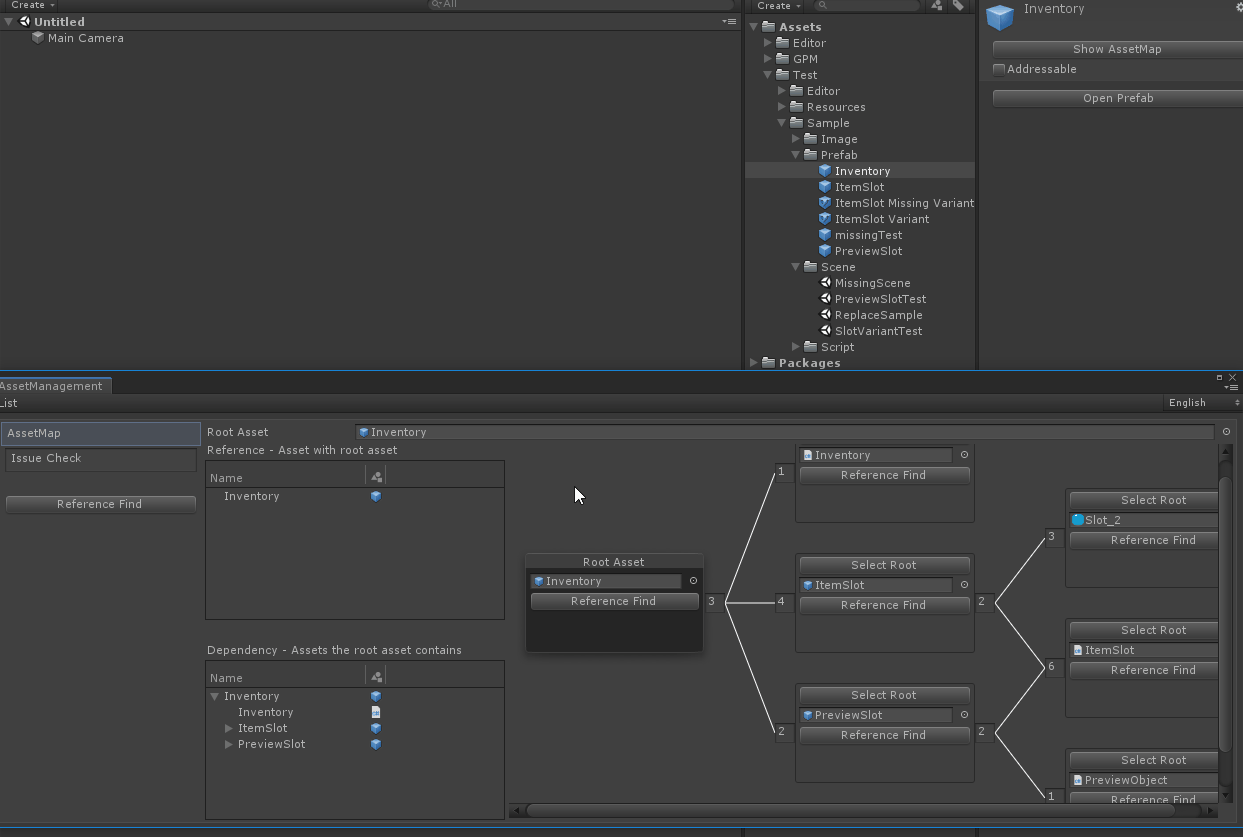 Create
All
Untitled
Main Camera
Create
Assets
Editor
GPM
Test
Editor
Resources
Sample
Image
Prefab
Inventory
ItemSlot
ItemSlot Missing Variant
ItemSlot Variant
missingTest
PreviewSlot
Scene
MissingScene
PreviewSlotTest
ReplaceSample
SlotVariantTest
Script
Packages
Inventory
Show AssetMap
Addressable
Open Prefab
AssetManagement
List
English
AssetMap
Issue Check
Reference Find
Root Asset
Inventory
Reference - Asset with root asset
Name
Inventory
Dependency - Assets the root asset contains
Name
Inventory
Inventory
ItemSlot
PreviewSlot
Root Asset
Inventory
Reference Find
3
1
Inventory
Reference Find
4
Select Root
ItemSlot
Reference Find
2
2
Select Root
PreviewSlot
Reference Find
2
3
Select Root
Slot_2
Reference Find
6
Select Root
ItemSlot
Reference Find
1
Select Root
PreviewObject
Reference Find